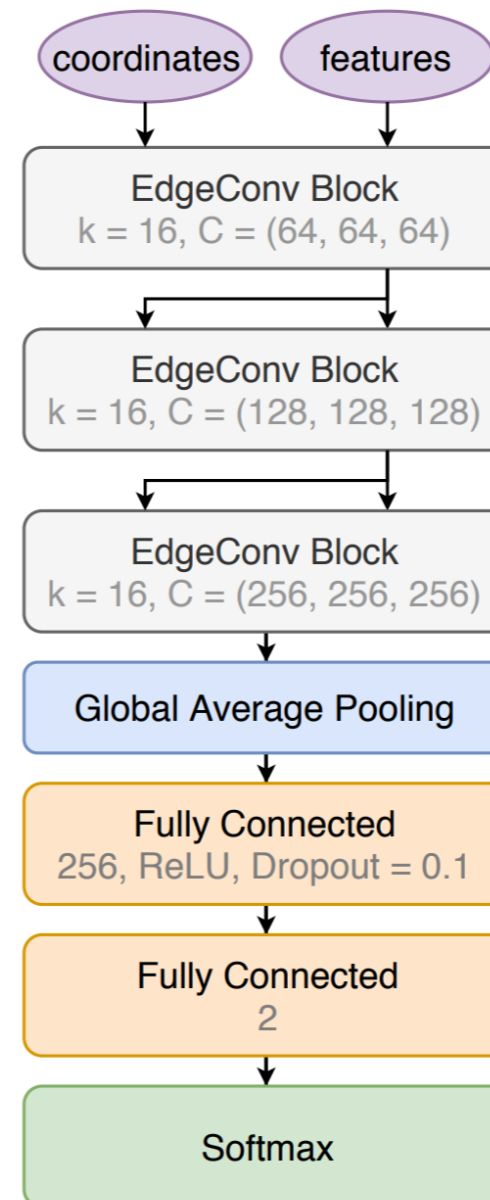 coordinates
features
EdgeConv Block
k = 16, C = (64, 64, 64)
EdgeConv Block
k = 16, C = (128, 128, 128)
EdgeConv Block
k = 16, C = (256, 256, 256)
Global Average Pooling
Fully Connected
256, ReLU, Dropout = 0.1
Fully Connected
2
Softmax